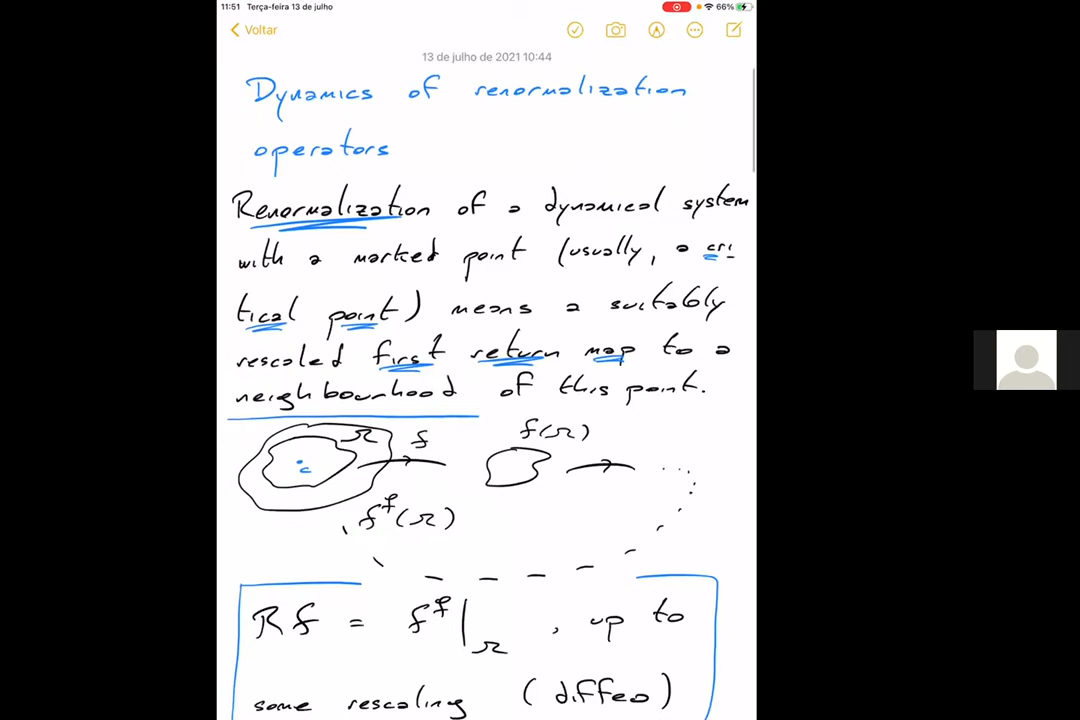 11:51 Terça-feira 13 de julho
66%
Voltar
13 de julho de 2021 10:44
Dynamics of renormalization
operators
Renormalization of a dynamical system
with a marked point (usually, a cri
tical point) means a suitably
rescaled first return map to a
neighbourhood of this point.
Ω f f(Ω)
c
f^q(Ω)
Rf = f^q|_Ω , up to
some rescaling (diffeo)